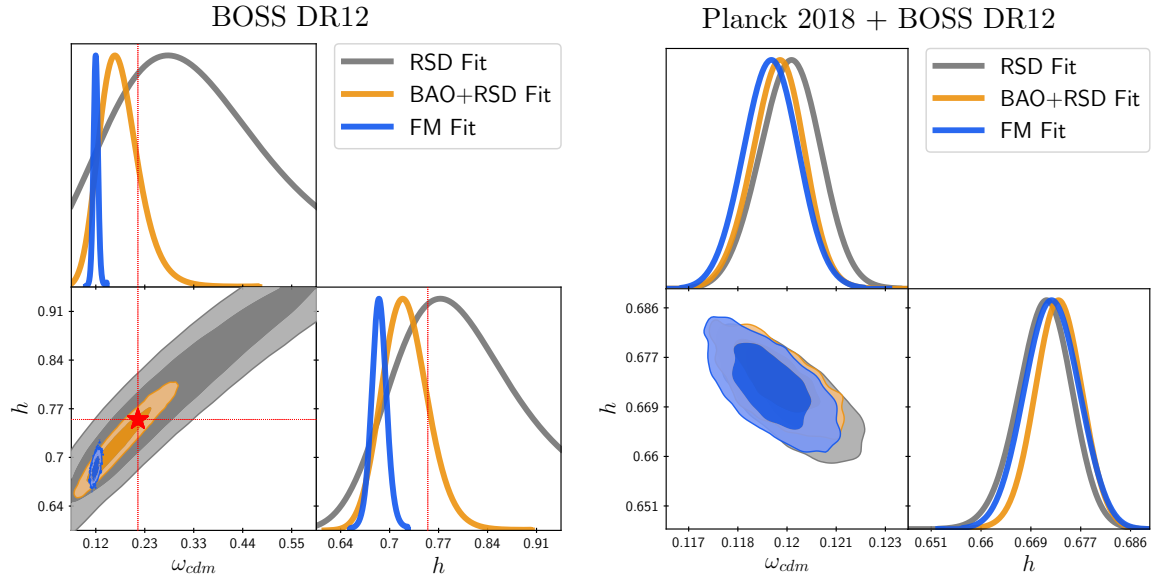 BOSS DR12
RSD Fit
BAO+RSD Fit
FM Fit
0.91
0.84
0.77
0.7
0.64
h
0.12 0.23 0.33 0.44 0.55
ω_cdm
0.64 0.7 0.77 0.84 0.91
h
Planck 2018 + BOSS DR12
RSD Fit
BAO+RSD Fit
FM Fit
0.686
0.677
0.669
0.66
0.651
h
0.117 0.118 0.12 0.122 0.123
ω_cdm
0.651 0.66 0.669 0.677 0.686
h